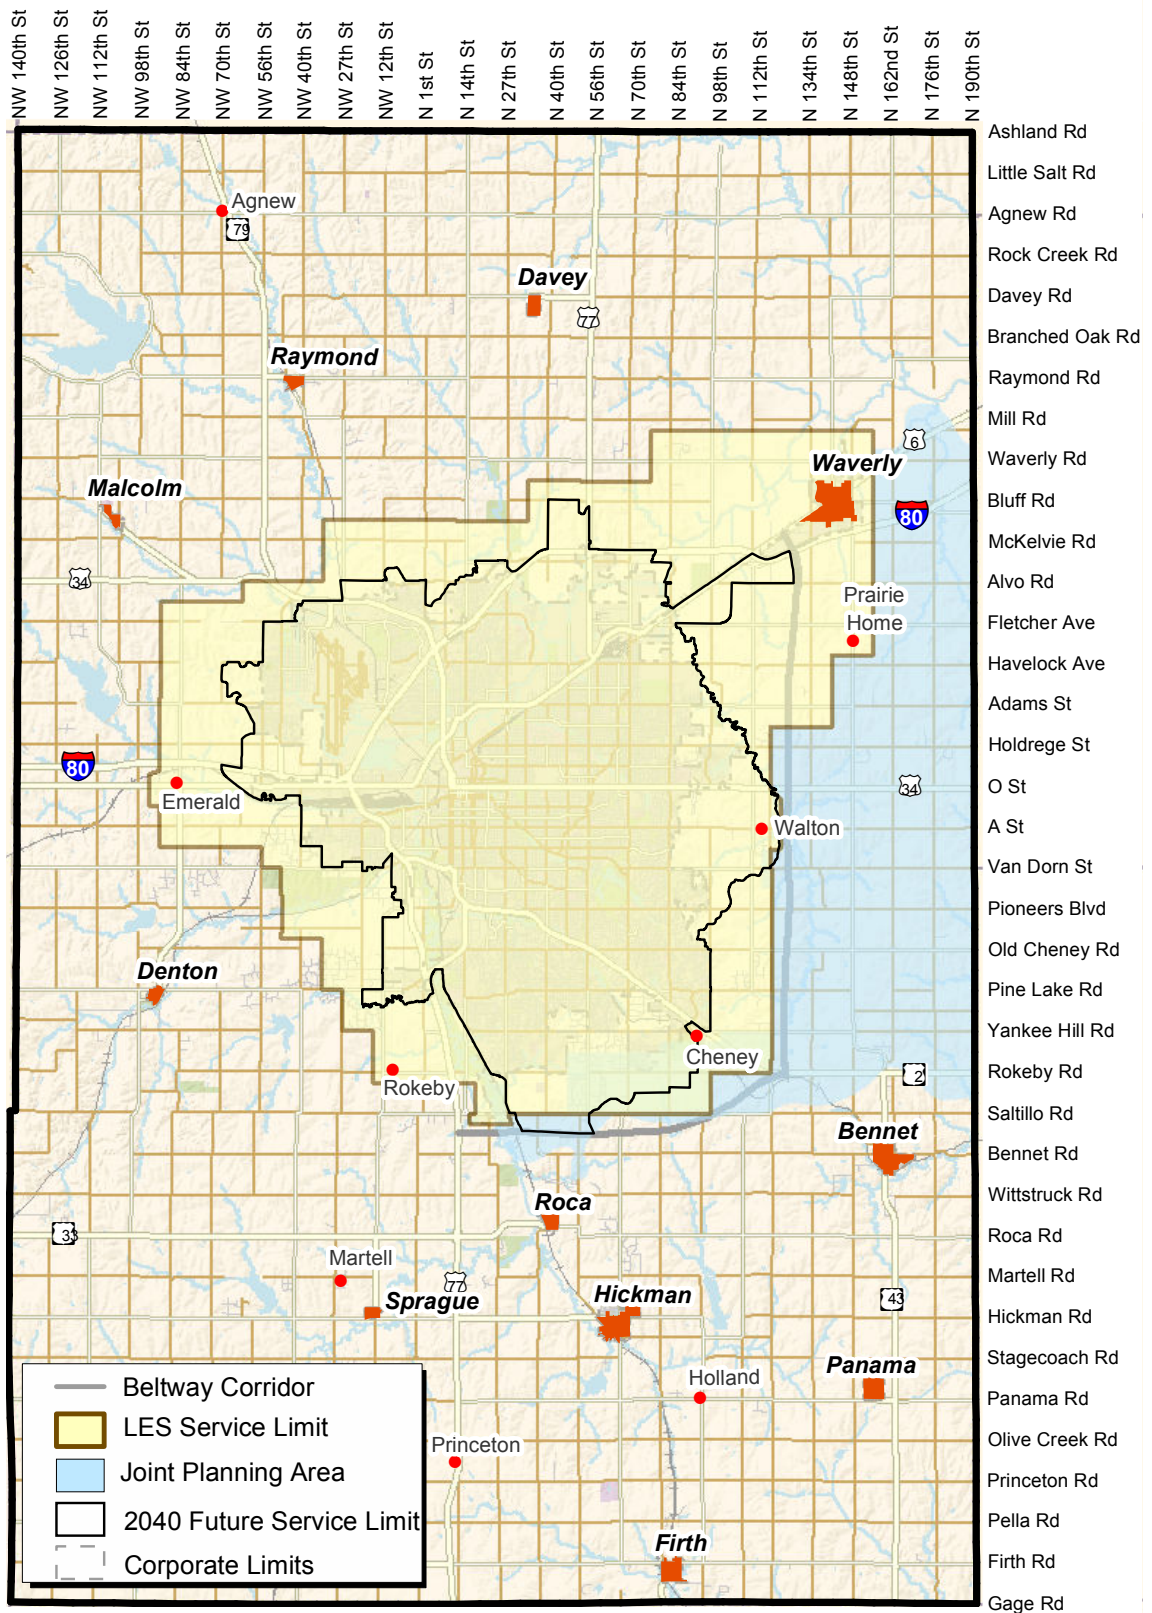 NW 140th St
NW 126th St
NW 112th St
NW 98th St
NW 84th St
NW 70th St
NW 56th St
NW 40th St
NW 27th St
NW 12th St
N 1st St
N 14th St
N 27th St
N 40th St
N 56th St
N 70th St
N 84th St
N 98th St
N 112th St
N 134th St
N 148th St
N 162nd St
N 176th St
N 190th St
Ashland Rd
Little Salt Rd
Agnew Rd
Rock Creek Rd
Davey Rd
Branched Oak Rd
Raymond Rd
Mill Rd
Waverly Rd
Bluff Rd
McKelvie Rd
Alvo Rd
Fletcher Ave
Havelock Ave
Adams St
Holdrege St
O St
A St
Van Dorn St
Pioneers Blvd
Old Cheney Rd
Pine Lake Rd
Yankee Hill Rd
Rokeby Rd
Saltillo Rd
Bennet Rd
Wittstruck Rd
Roca Rd
Martell Rd
Hickman Rd
Stagecoach Rd
Panama Rd
Olive Creek Rd
Princeton Rd
Pella Rd
Firth Rd
Gage Rd
Agnew
79
Davey
77
Raymond
6
Waverly
Malcolm
80
34
Prairie
Home
80
Emerald
34
Walton
Denton
Cheney
Rokeby
2
Bennet
Roca
33
Martell
77
Sprague
Hickman
43
Panama
Holland
Princeton
Firth
Beltway Corridor
LES Service Limit
Joint Planning Area
2040 Future Service Limit
Corporate Limits